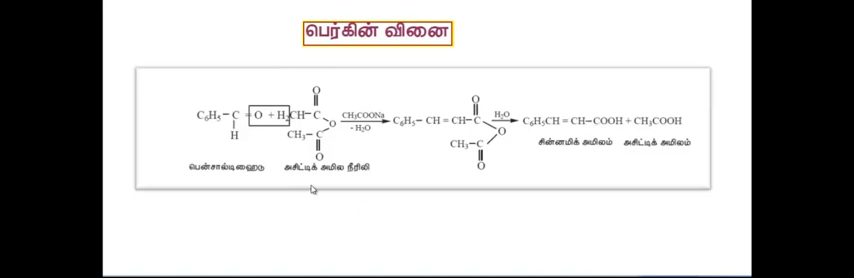 பெர்கின் வினை
O O
C₆H₅ – C = O + H₂CH – C CH₃COONa C₆H₅ – CH = CH – C H₂O C₆H₅CH = CH – COOH + CH₃COOH
O - H₂O O
H CH₃ – C CH₃ – C சின்னமிக் அமிலம் அசிட்டிக் அமிலம்
O O
பென்சால்டிஹைடு அசிட்டிக் அமில நீரிலி